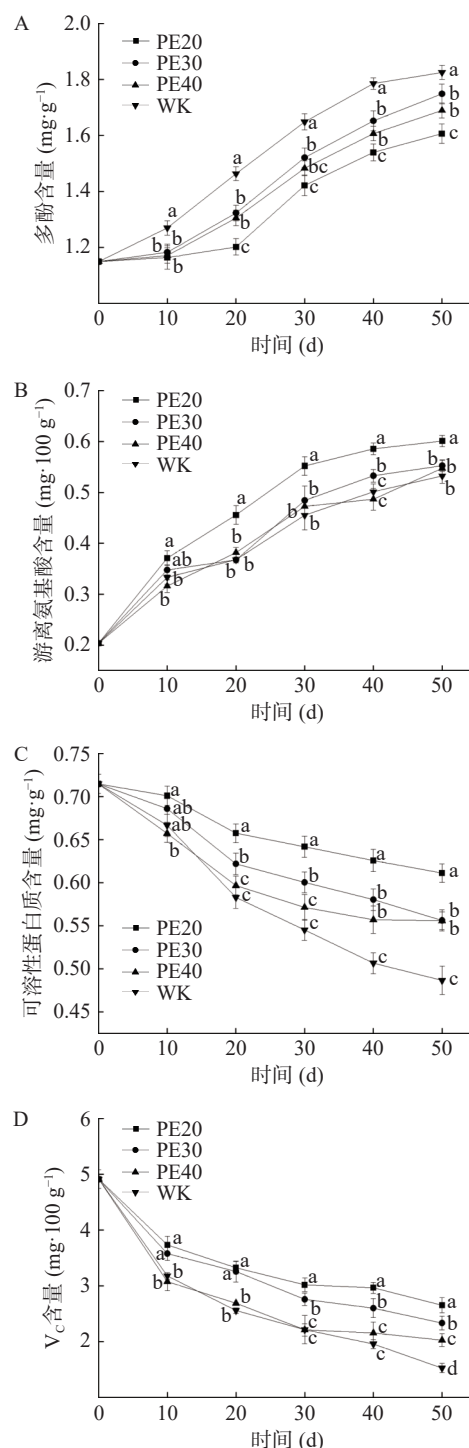 A
PE20
PE30
PE40
WK
多酚含量 (mg·g⁻¹)
2.0
1.8
1.6
1.4
1.2
a
a
a
a
a
b
b
b
b
b
b
b
b
bc
b
b
b
c
c
c
c
0
10
20
30
40
50
时间 (d)
B
PE20
PE30
PE40
WK
游离氨基酸含量 (mg·100 g⁻¹)
0.7
0.6
0.5
0.4
0.3
0.2
a
ab
b
b
a
b
b
a
b
b
a
b
c
c
a
b
b
0
10
20
30
40
50
时间 (d)
C
PE20
PE30
PE40
WK
可溶性蛋白质含量 (mg·g⁻¹)
0.75
0.70
0.65
0.60
0.55
0.50
0.45
a
ab
ab
b
a
b
c
c
a
b
c
c
a
b
b
c
a
b
b
c
0
10
20
30
40
50
时间 (d)
D
PE20
PE30
PE40
WK
V_C含量 (mg·100 g⁻¹)
6
5
4
3
2
a
a
b
b
a
a
b
b
a
b
c
c
a
b
c
c
a
b
c
d
0
10
20
30
40
50
时间 (d)